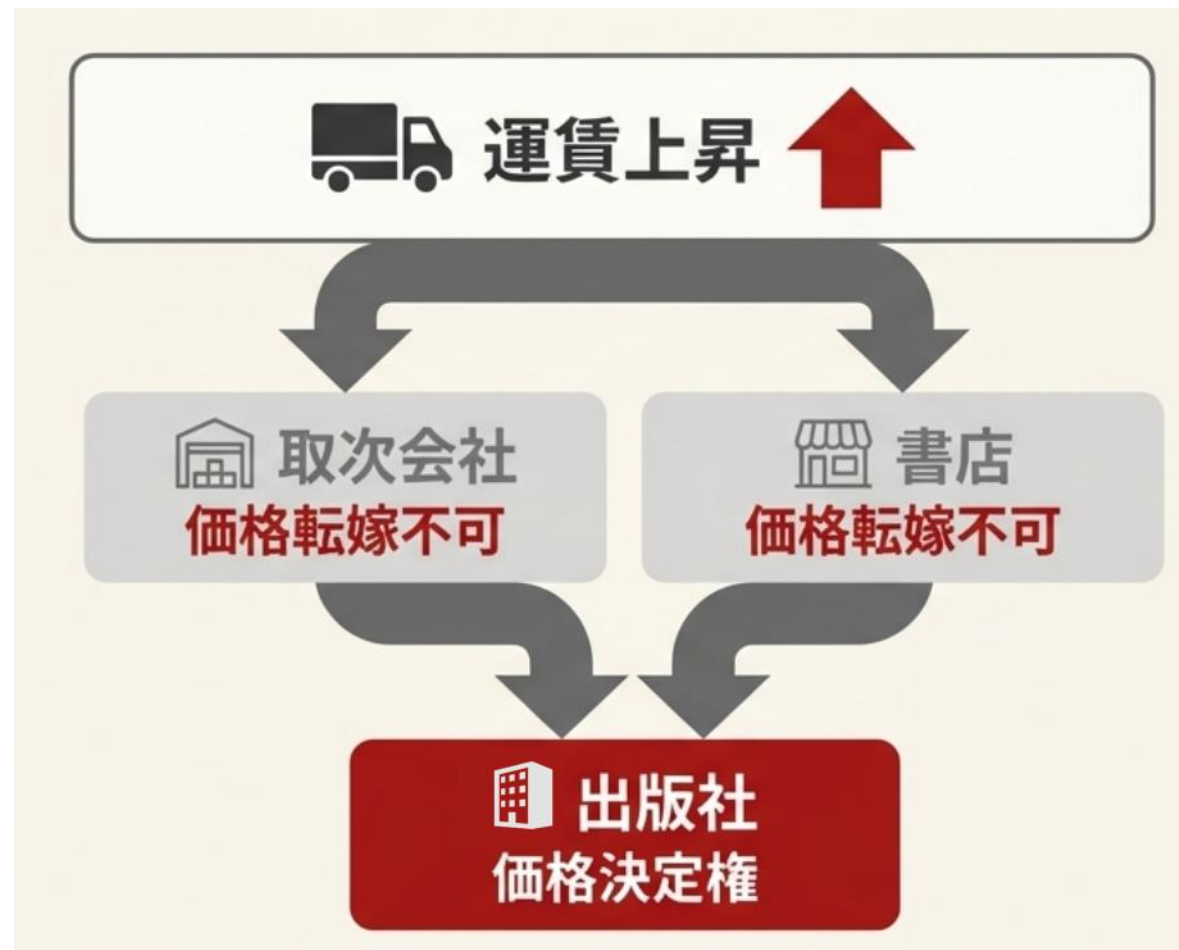 運賃上昇
取次会社
価格転嫁不可
書店
価格転嫁不可
出版社
価格決定権